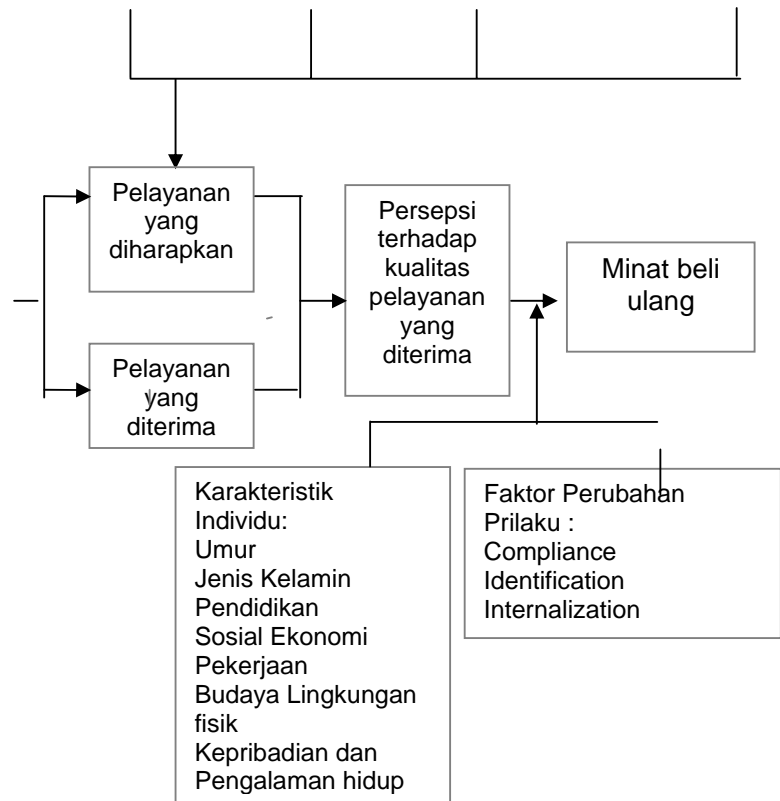 Pelayanan
yang
diharapkan
Persepsi
terhadap
kualitas
pelayanan
yang
diterima
Minat beli
ulang
Pelayanan
yang
diterima
Karakteristik
Individu:
Umur
Jenis Kelamin
Pendidikan
Sosial Ekonomi
Pekerjaan
Budaya Lingkungan
fisik
Kepribadian dan
Pengalaman hidup
Faktor Perubahan
Prilaku :
Compliance
Identification
Internalization